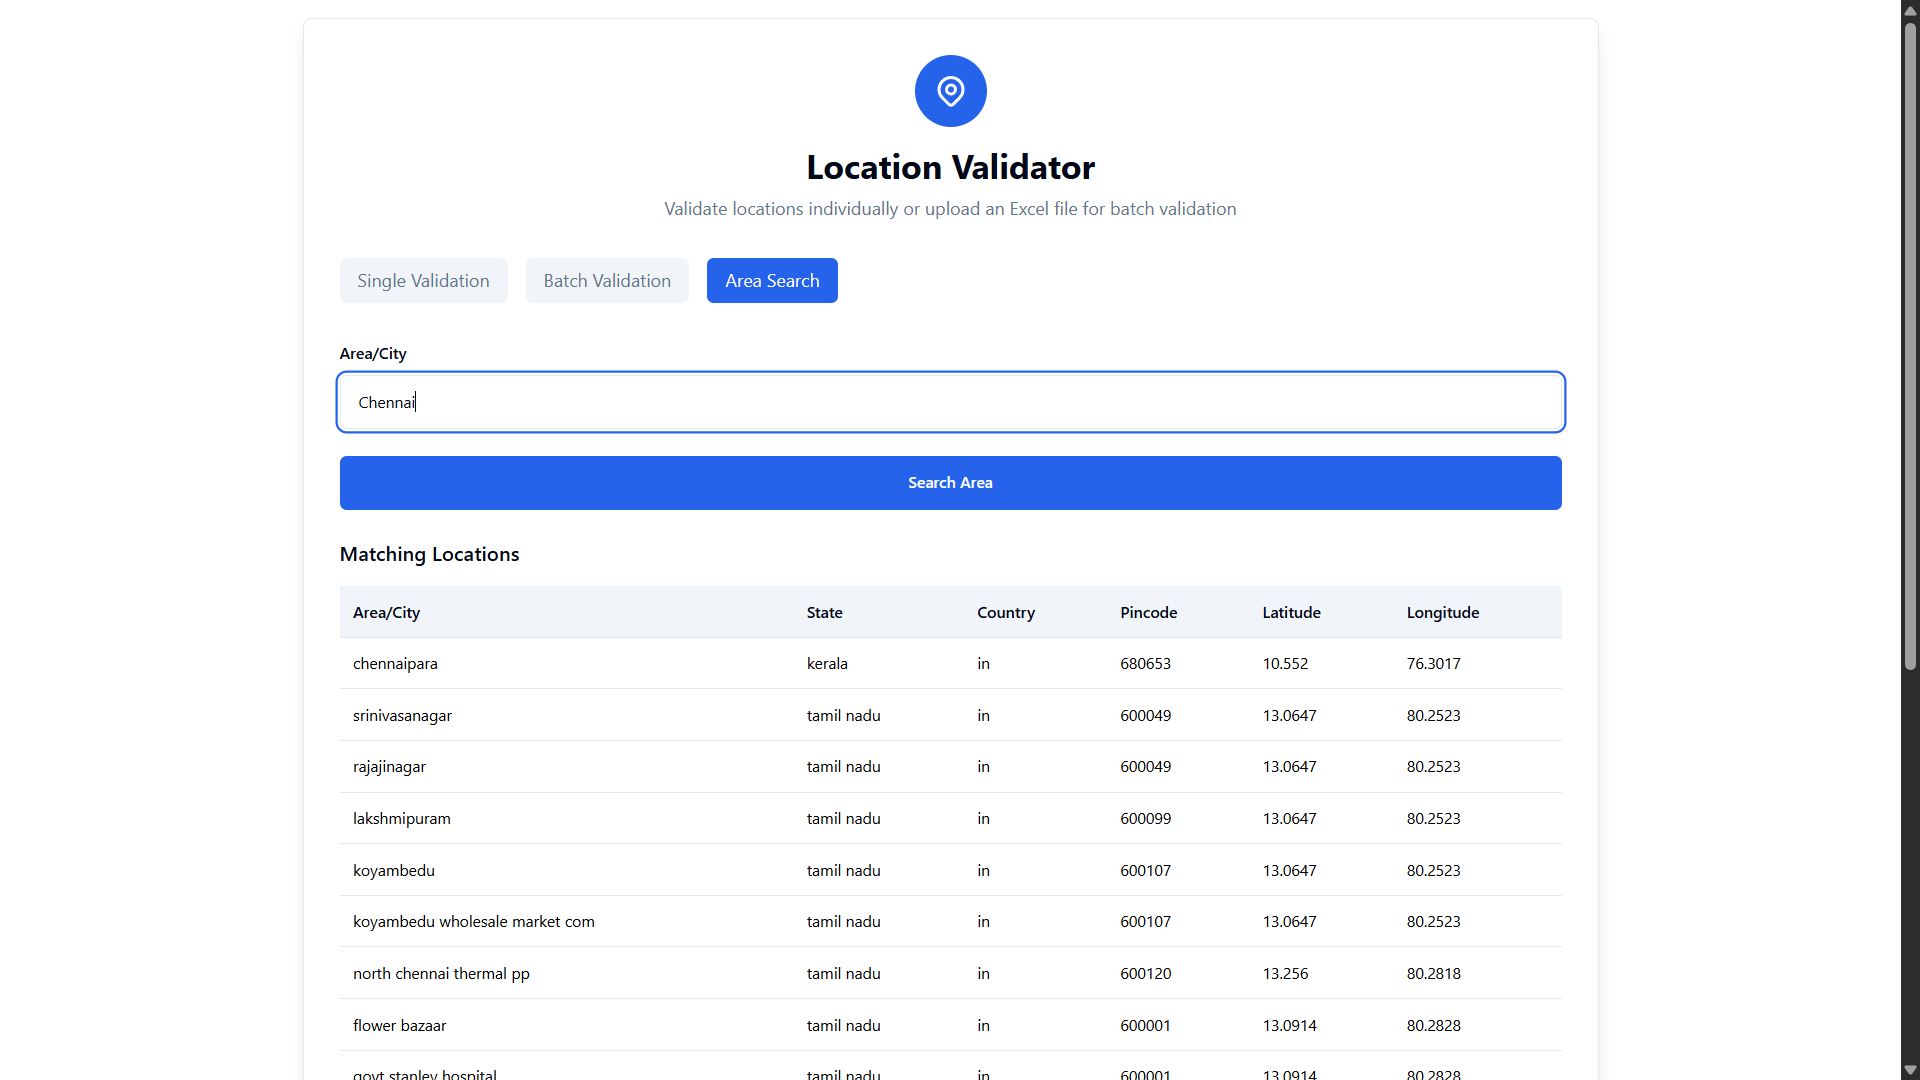 Location Validator
Validate locations individually or upload an Excel file for batch validation
Single Validation Batch Validation Area Search
Area/City
Chennai
Search Area
Matching Locations
Area/City State Country Pincode Latitude Longitude
chennaipara kerala in 680653 10.552 76.3017
srinivasanagar tamil nadu in 600049 13.0647 80.2523
rajajinagar tamil nadu in 600049 13.0647 80.2523
lakshmipuram tamil nadu in 600099 13.0647 80.2523
koyambedu tamil nadu in 600107 13.0647 80.2523
koyambedu wholesale market com tamil nadu in 600107 13.0647 80.2523
north chennai thermal pp tamil nadu in 600120 13.256 80.2818
flower bazaar tamil nadu in 600001 13.0914 80.2828
govt stanley hospital tamil nadu in 600001 13.0914 80.2828